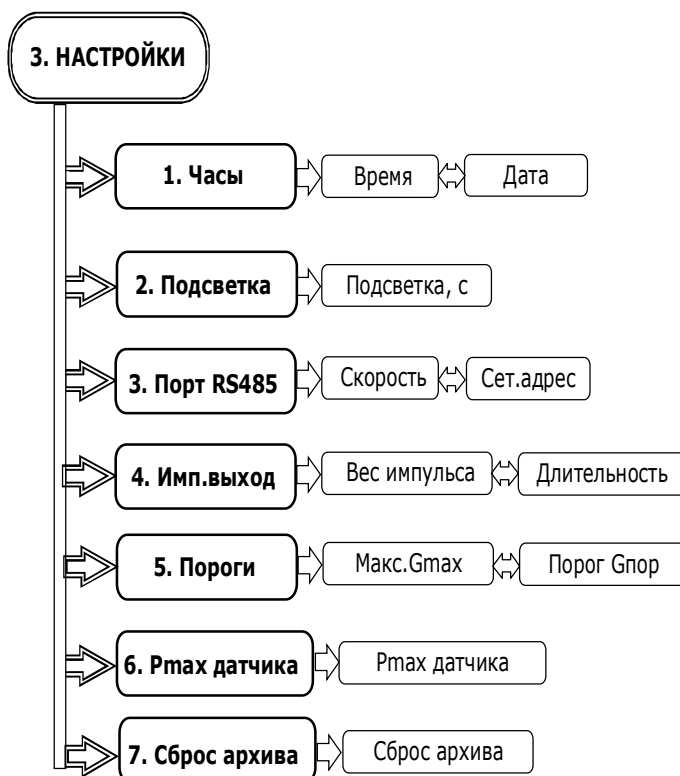 3. НАСТРОЙКИ
1. Часы Время Дата
2. Подсветка Подсветка, с
3. Порт RS485 Скорость Сет.адрес
4. Имп.выход Вес импульса Длительность
5. Пороги Макс.Gmax Порог Gпор
6. Pmax датчика Pmax датчика
7. Сброс архива Сброс архива